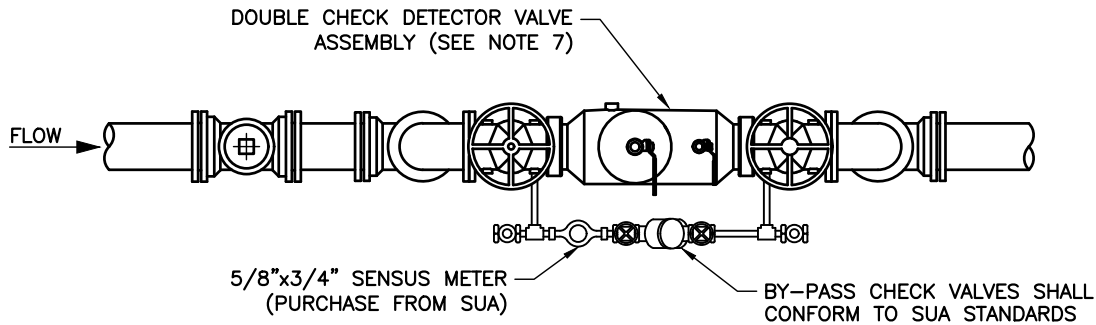 DOUBLE CHECK DETECTOR VALVE
ASSEMBLY (SEE NOTE 7)
FLOW
5/8"x3/4" SENSUS METER
(PURCHASE FROM SUA)
BY-PASS CHECK VALVES SHALL
CONFORM TO SUA STANDARDS